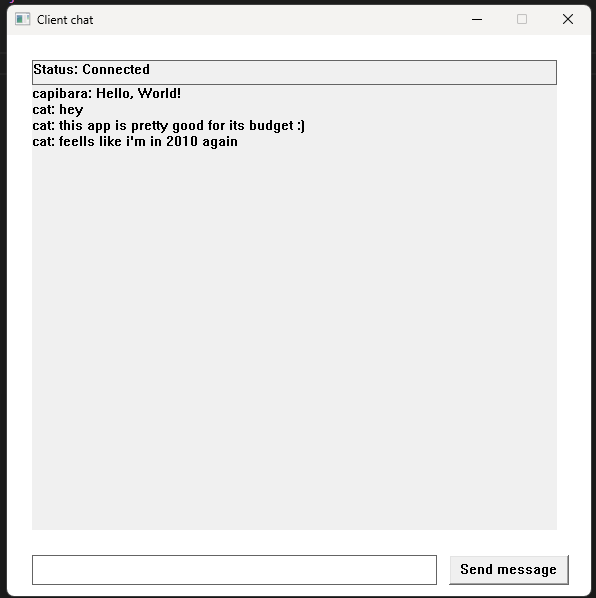 Client chat
Status: Connected
capibara: Hello, World!
cat: hey
cat: this app is pretty good for its budget :)
cat: feells like i'm in 2010 again
Send message